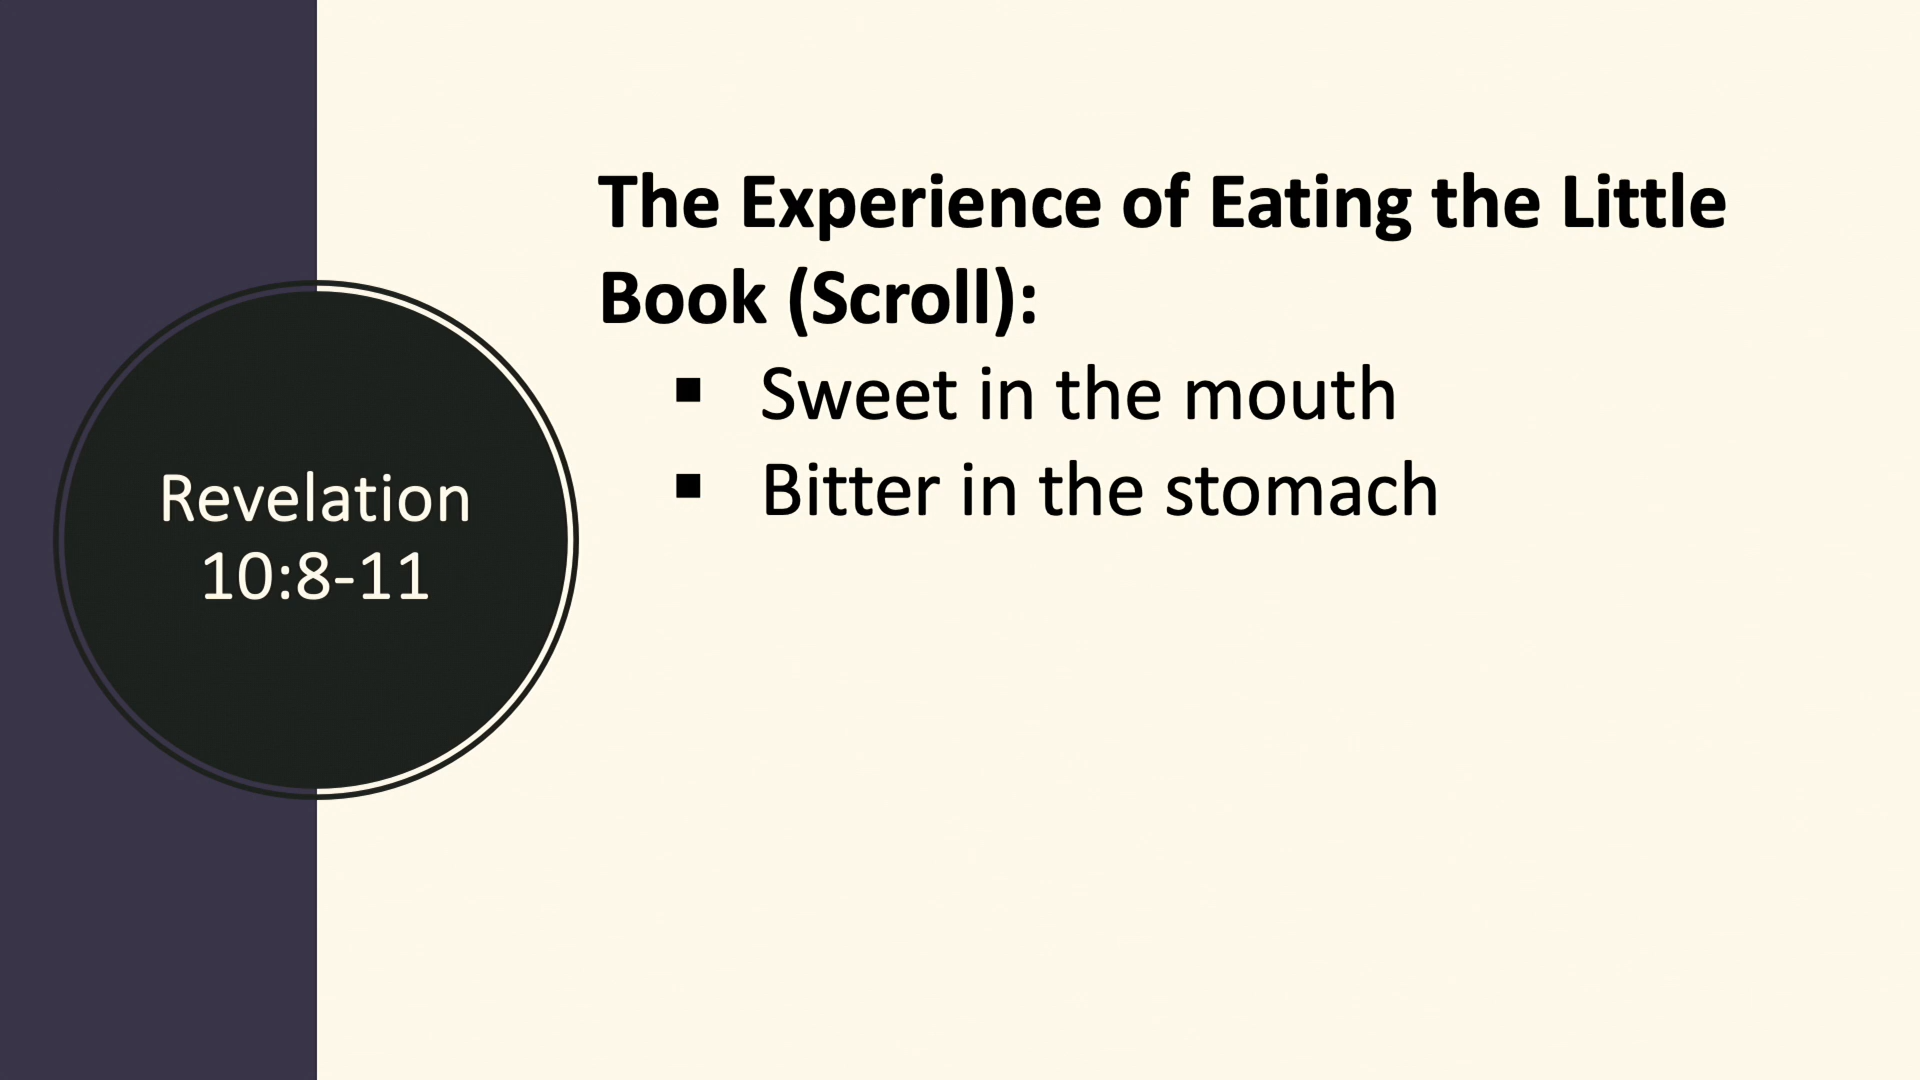 Revelation
10:8-11
The Experience of Eating the Little
Book (Scroll):
▪ Sweet in the mouth
▪ Bitter in the stomach